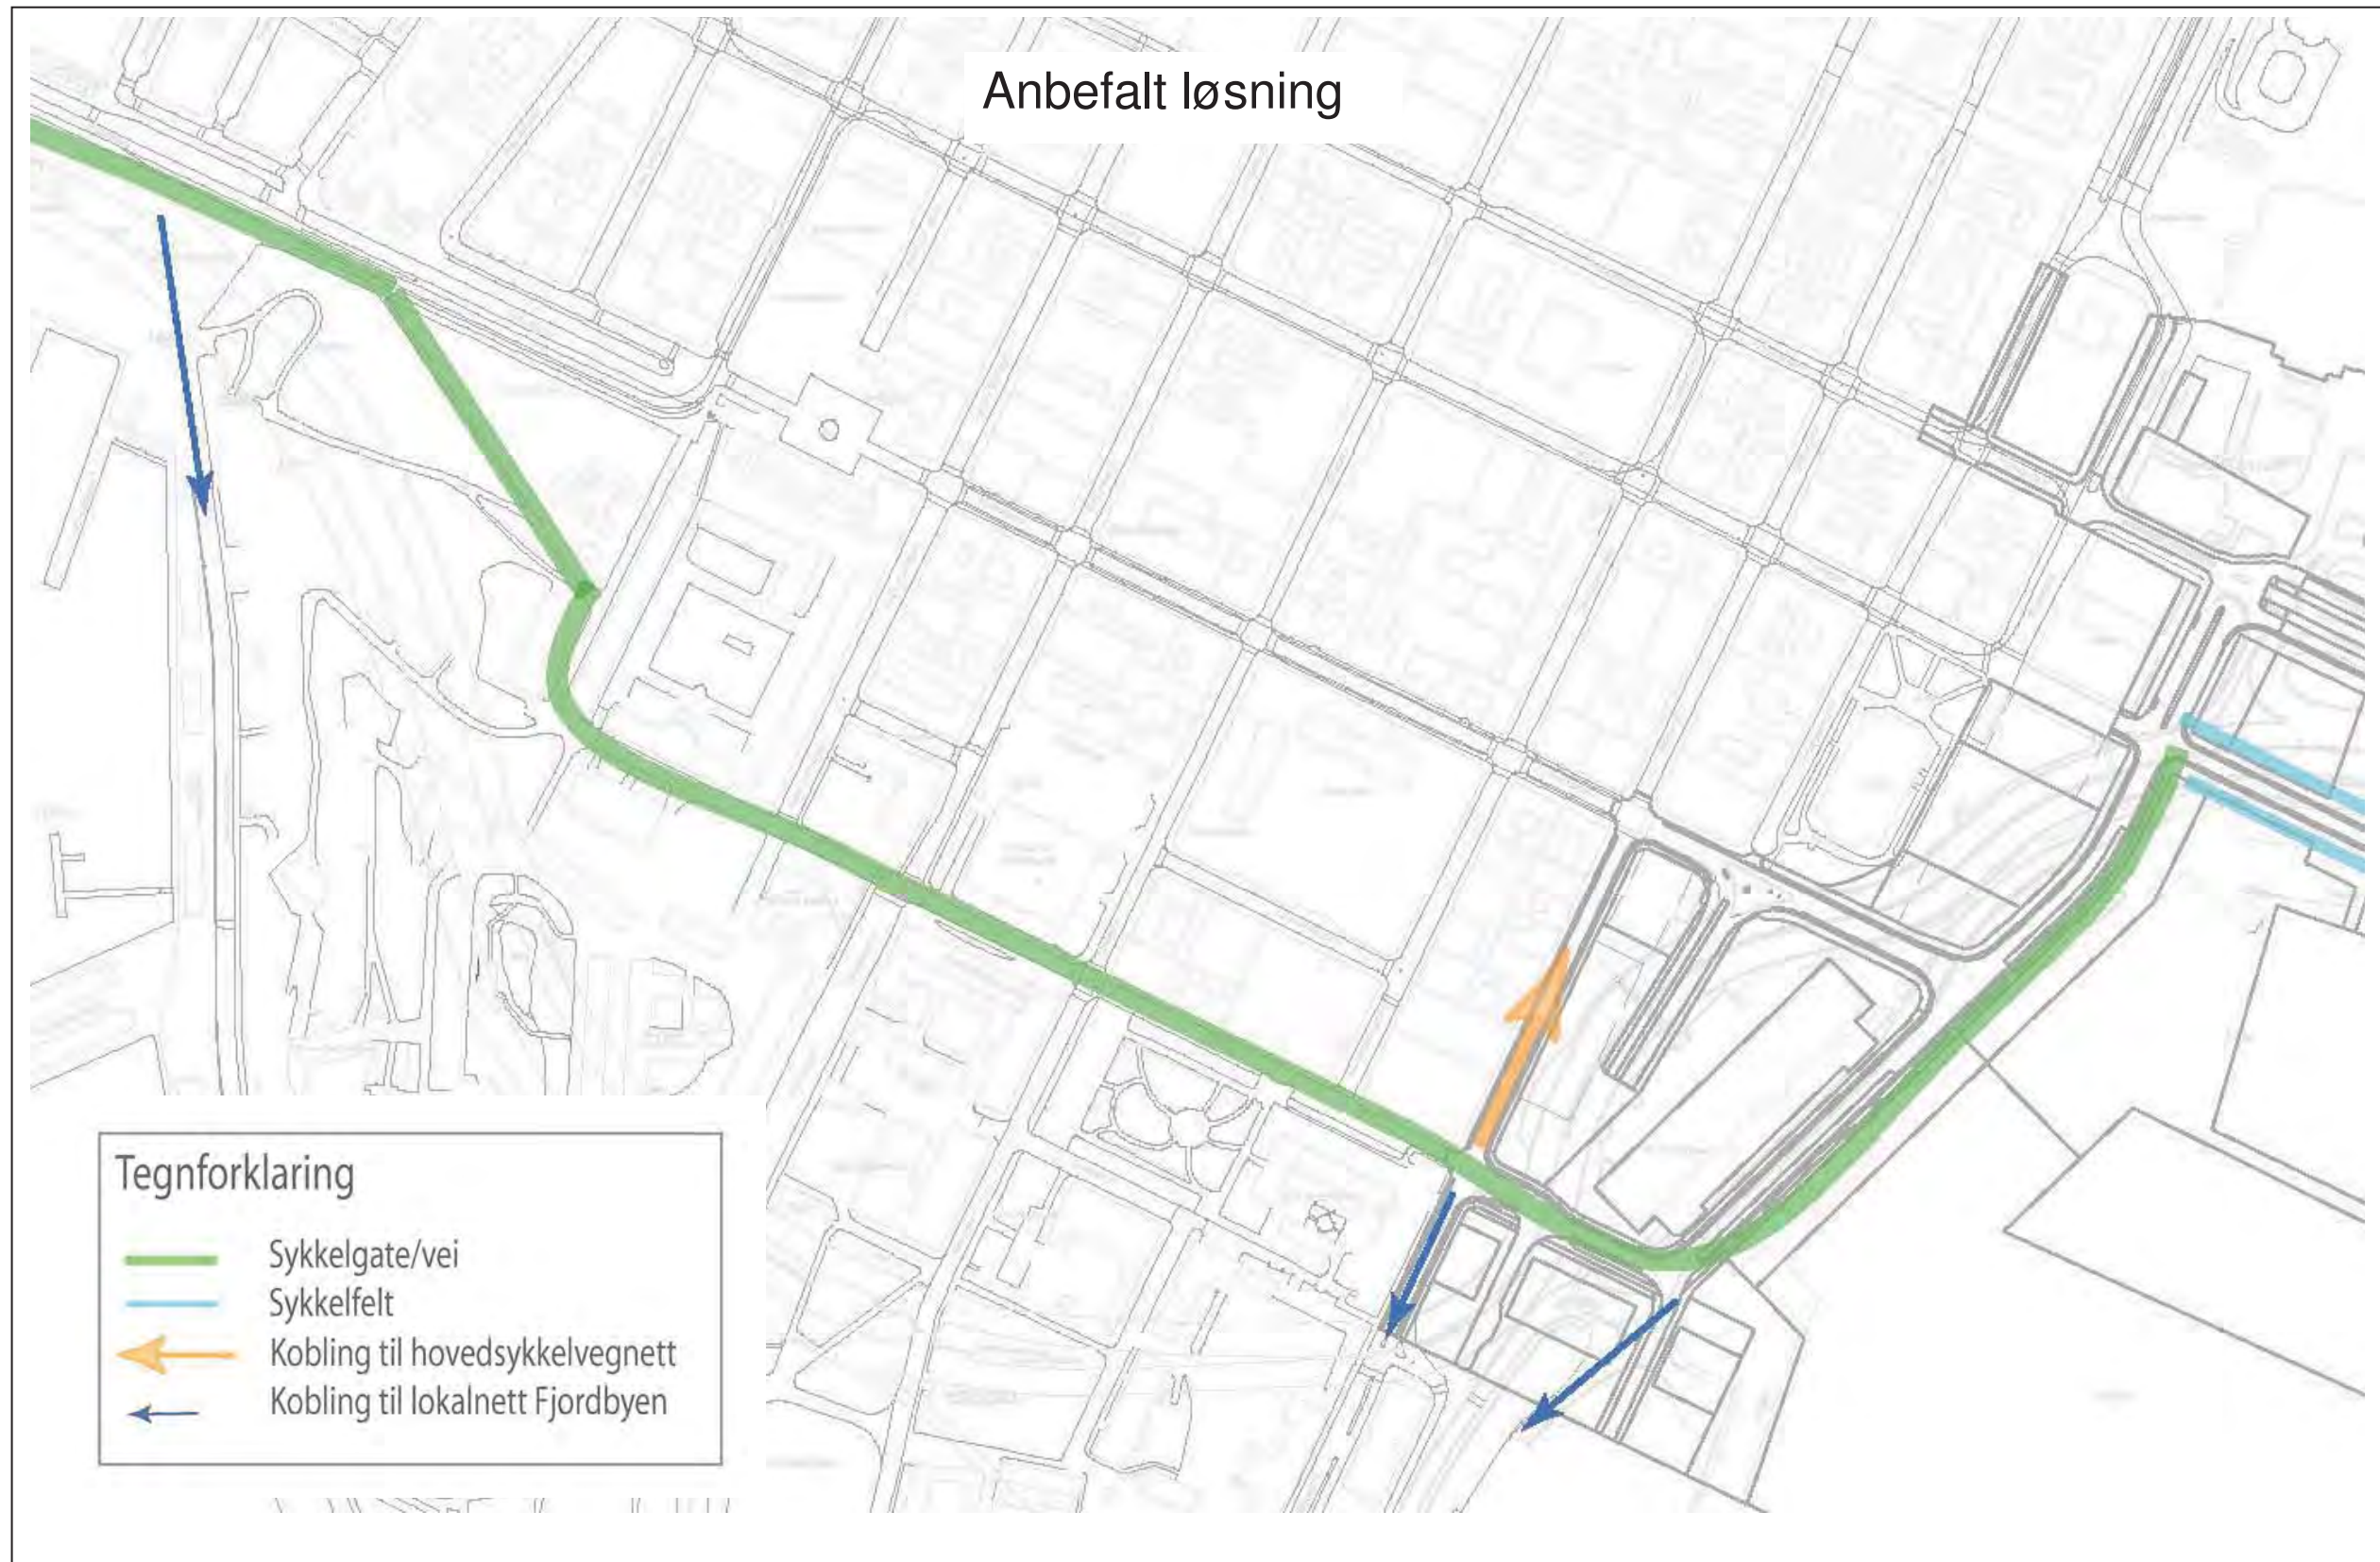 Anbefalt løsning
Tegnforklaring
Sykkelgate/vei
Sykkelfelt
Kobling til hovedsykkelvegnett
Kobling til lokalnett Fjordbyen